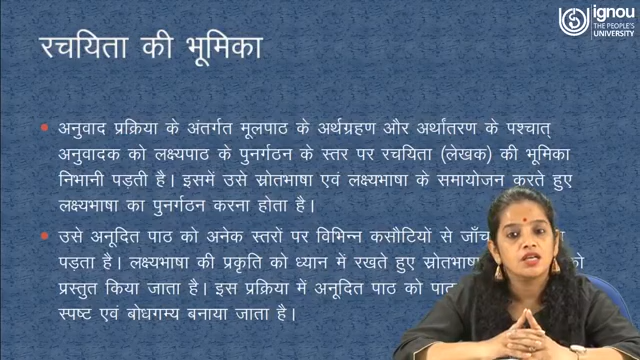 ignou
THE PEOPLE'S
UNIVERSITY
रचयिता की भूमिका
अनुवाद प्रक्रिया के अंतर्गत मूलपाठ के अर्थग्रहण और अर्थांतरण के पश्चात्
अनुवादक को लक्ष्यपाठ के पुनर्गठन के स्तर पर रचयिता (लेखक) की भूमिका
निभानी पड़ती है। इसमें उसे स्रोतभाषा एवं लक्ष्यभाषा के समायोजन करते हुए
लक्ष्यभाषा का पुनर्गठन करना होता है।
उसे अनूदित पाठ को अनेक स्तरों पर विभिन्न कसौटियों से
पड़ता है। लक्ष्यभाषा की प्रकृति को ध्यान में रखते हुए को
प्रस्तुत किया जाता है। इस प्रक्रिया में अनूदित पाठ को
स्पष्ट एवं बोधगम्य बनाया जाता है।